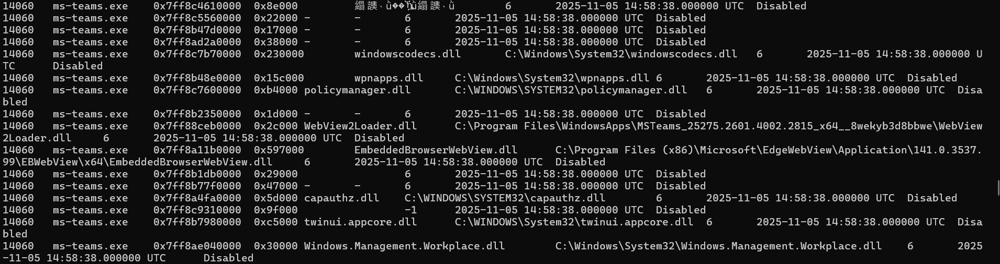 14060 ms-teams.exe 0x7ff8c4610000 0x8e000 6 2025-11-05 14:58:38.000000 UTC Disabled
14060 ms-teams.exe 0x7ff8c5560000 0x22000 - - 6 2025-11-05 14:58:38.000000 UTC Disabled
14060 ms-teams.exe 0x7ff8b47d0000 0x17000 - - 6 2025-11-05 14:58:38.000000 UTC Disabled
14060 ms-teams.exe 0x7ff8ad2a0000 0x38000 - - 6 2025-11-05 14:58:38.000000 UTC Disabled
14060 ms-teams.exe 0x7ff8c7b70000 0x230000 windowscodecs.dll C:\Windows\System32\windowscodecs.dll 6 2025-11-05 14:58:38.000000 U
TC Disabled
14060 ms-teams.exe 0x7ff8b48e0000 0x15c000 wpnapps.dll C:\Windows\System32\wpnapps.dll 6 2025-11-05 14:58:38.000000 UTC Disabled
14060 ms-teams.exe 0x7ff8c7600000 0xb4000 policymanager.dll C:\WINDOWS\SYSTEM32\policymanager.dll 6 2025-11-05 14:58:38.000000 UTC Disa
bled
14060 ms-teams.exe 0x7ff8b2350000 0x1d000 - - 6 2025-11-05 14:58:38.000000 UTC Disabled
14060 ms-teams.exe 0x7ff88ceb0000 0x2c000 WebView2Loader.dll C:\Program Files\WindowsApps\MSTeams_25275.2601.4002.2815_x64__8wekyb3d8bbwe\WebView
2Loader.dll 6 2025-11-05 14:58:38.000000 UTC Disabled
14060 ms-teams.exe 0x7ff8a11b0000 0x597000 EmbeddedBrowserWebView.dll C:\Program Files (x86)\Microsoft\EdgeWebView\Application\141.0.3537.
99\EBWebView\x64\EmbeddedBrowserWebView.dll 6 2025-11-05 14:58:38.000000 UTC Disabled
14060 ms-teams.exe 0x7ff8b1db0000 0x29000 6 2025-11-05 14:58:38.000000 UTC Disabled
14060 ms-teams.exe 0x7ff8b77f0000 0x47000 - - 6 2025-11-05 14:58:38.000000 UTC Disabled
14060 ms-teams.exe 0x7ff8a4fa0000 0x5d000 capauthz.dll C:\WINDOWS\SYSTEM32\capauthz.dll 6 2025-11-05 14:58:38.000000 UTC Disabled
14060 ms-teams.exe 0x7ff8c9310000 0x9f000 -1 2025-11-05 14:58:38.000000 UTC Disabled
14060 ms-teams.exe 0x7ff8b7980000 0xc5000 twinui.appcore.dll C:\WINDOWS\System32\twinui.appcore.dll 6 2025-11-05 14:58:38.000000 UTC Disa
bled
14060 ms-teams.exe 0x7ff8ae040000 0x30000 Windows.Management.Workplace.dll C:\Windows\System32\Windows.Management.Workplace.dll 6 2025
-11-05 14:58:38.000000 UTC Disabled